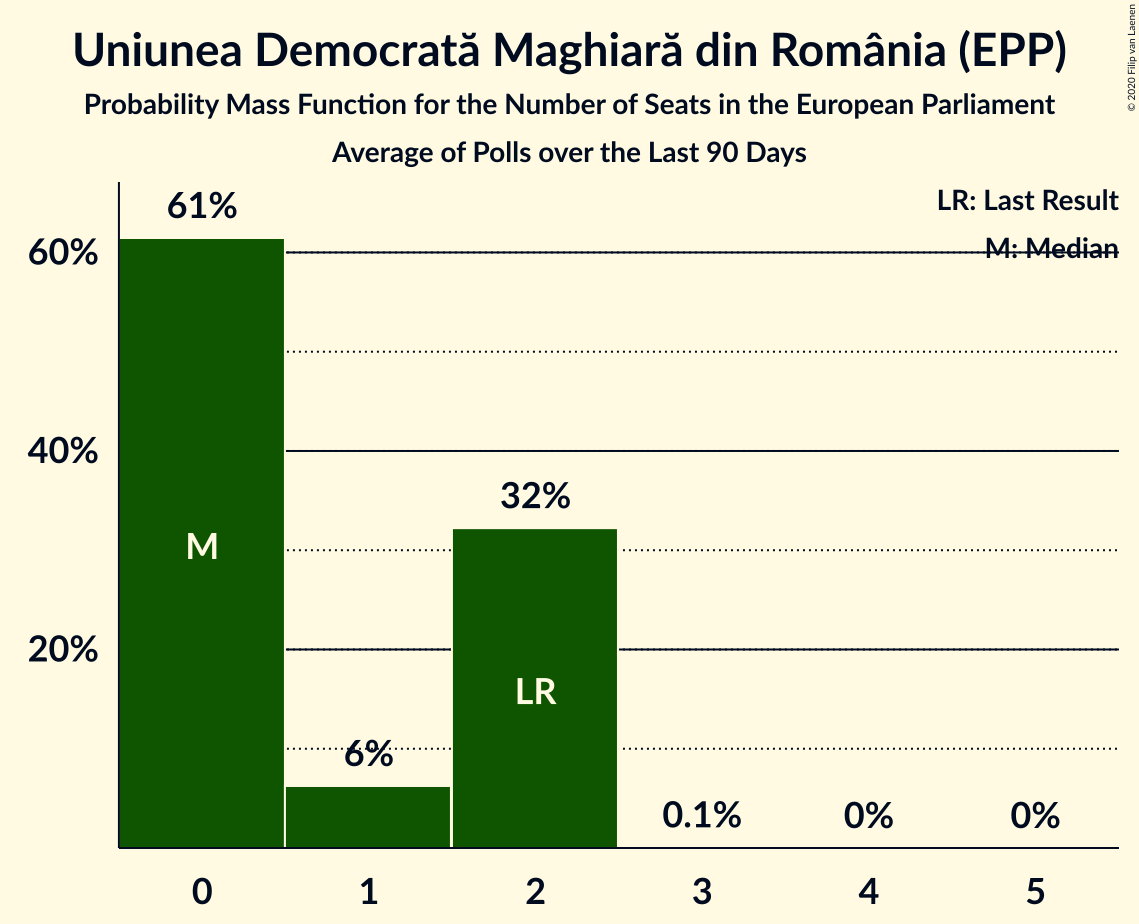 Uniunea Democrată Maghiară din România (EPP)
Probability Mass Function for the Number of Seats in the European Parliament
Average of Polls over the Last 90 Days
© 2020 Filip van Laenen
LR: Last Result
M: Median
61%
60%
40%
32%
M
20%
LR
6%
0.1%
0%
0%
0 1 2 3 4 5